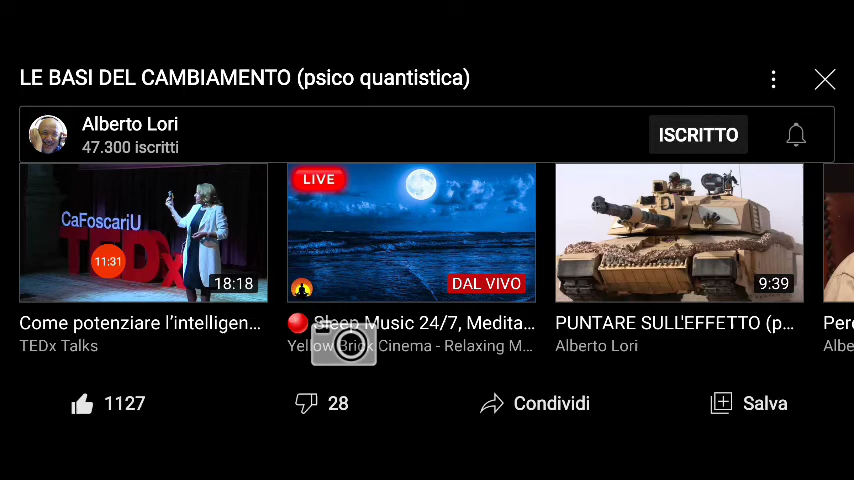 LE BASI DEL CAMBIAMENTO (psico quantistica)
Alberto Lori
47.300 iscritti
ISCRITTO
CaFoscariU
TEDx
11:31
18:18
LIVE
DAL VIVO
9:39
Come potenziare l'intelligen...
TEDx Talks
Sleep Music 24/7, Medita...
Yellow Brick Cinema - Relaxing M...
PUNTARE SULL'EFFETTO (p...
Alberto Lori
Pere
Albe
1127
28
Condividi
Salva